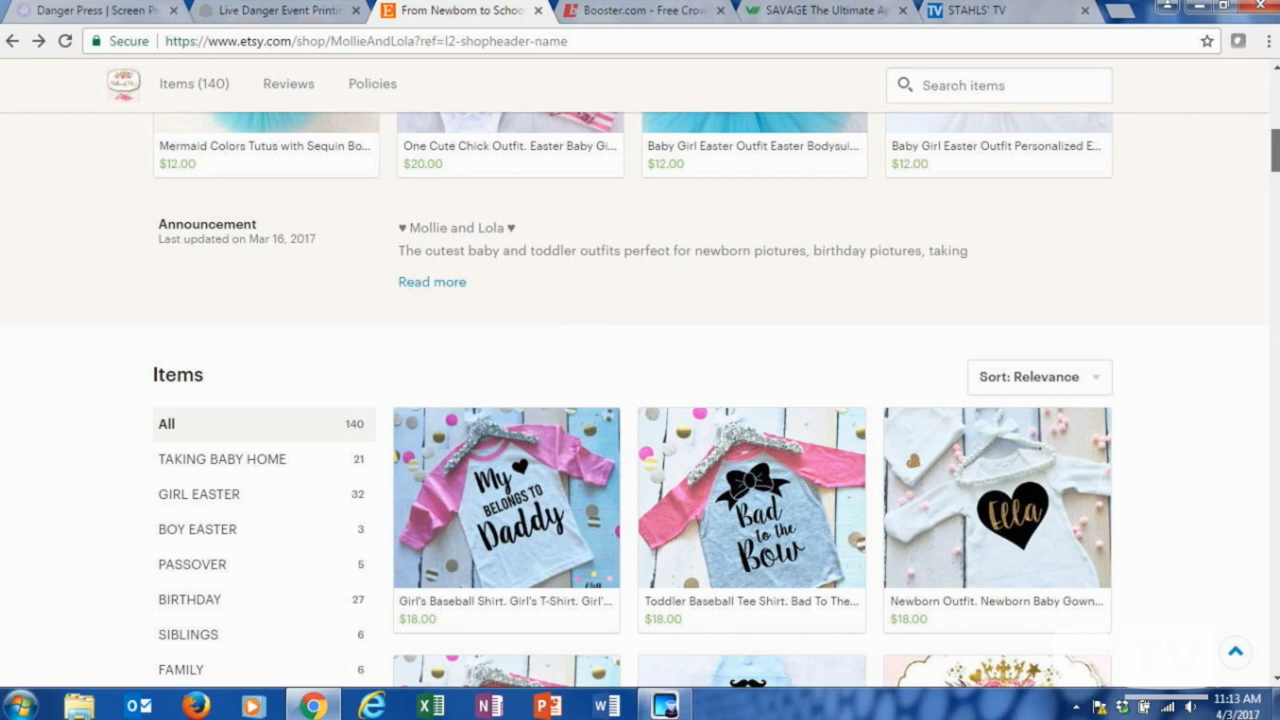 Danger Press | Screen P
Live Danger Event Printi
From Newborn to Schoo
Booster.com - Free Crow
SAVAGE The Ultimate A
TV STAHLS' TV
Secure
https://www.etsy.com/shop/MollieAndLola?ref=l2-shopheader-name
Items (140)
Reviews
Policies
Search items
Mermaid Colors Tutus with Sequin Bo...
$12.00
One Cute Chick Outfit. Easter Baby Gi...
$20.00
Baby Girl Easter Outfit Easter Bodysui...
$12.00
Baby Girl Easter Outfit Personalized E...
$12.00
Announcement
Last updated on Mar 16, 2017
♥ Mollie and Lola ♥
The cutest baby and toddler outfits perfect for newborn pictures, birthday pictures, taking
Read more
Items
Sort: Relevance
All 140
TAKING BABY HOME 21
GIRL EASTER 32
BOY EASTER 3
PASSOVER 5
BIRTHDAY 27
SIBLINGS 6
FAMILY 6
My
BELONGS TO
Daddy
Girl's Baseball Shirt. Girl's T-Shirt. Girl'...
$18.00
Bad
to the
Bow
Toddler Baseball Tee Shirt. Bad To The...
$18.00
Ella
Newborn Outfit. Newborn Baby Gown...
$18.00
TV
11:13 AM
4/3/2017